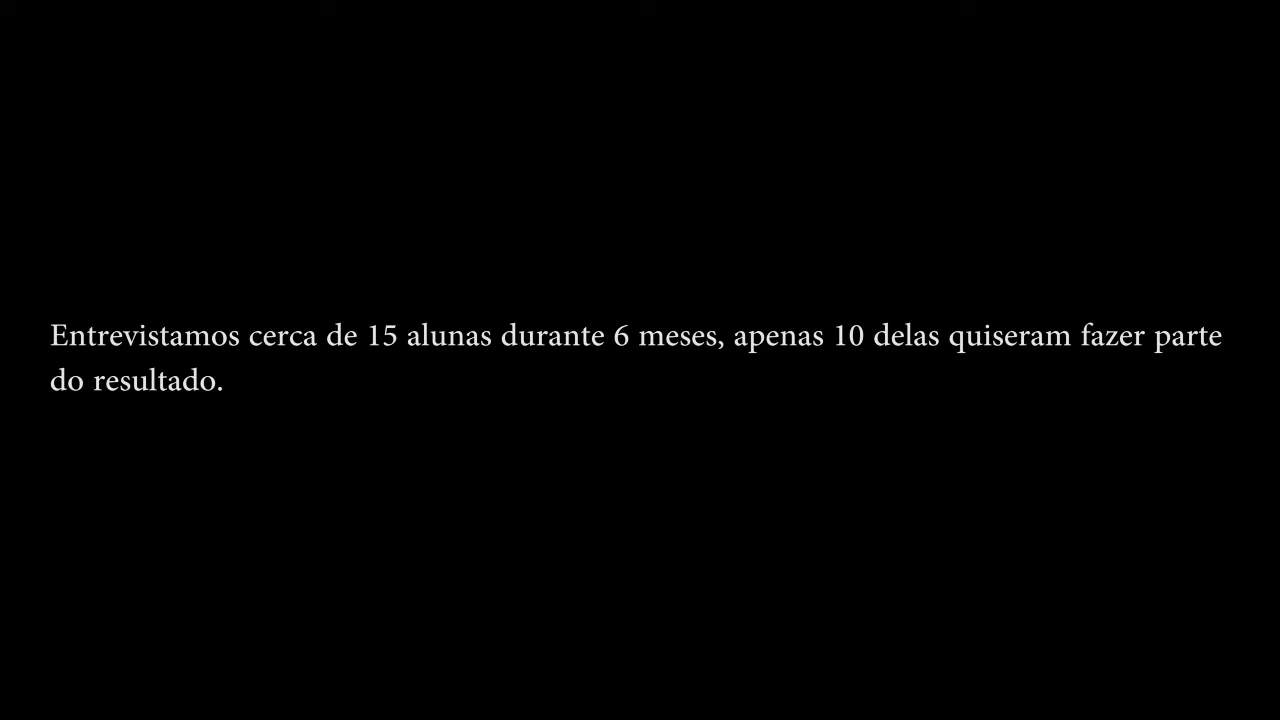 Entrevistamos cerca de 15 alunas durante 6 meses, apenas 10 delas quiseram fazer parte
do resultado.